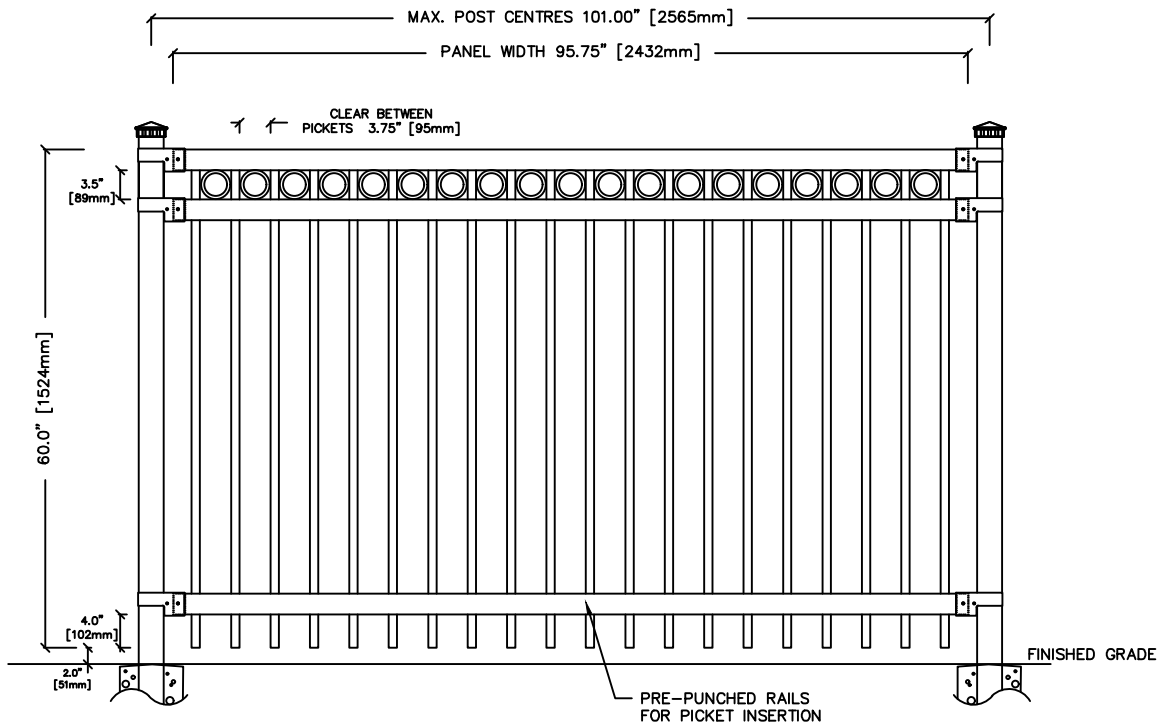 MAX. POST CENTRES 101.00" [2565mm]
PANEL WIDTH 95.75" [2432mm]
CLEAR BETWEEN
PICKETS 3.75" [95mm]
3.5"
[89mm]
60.0" [1524mm]
4.0"
[102mm]
2.0"
[51mm]
FINISHED GRADE
PRE-PUNCHED RAILS
FOR PICKET INSERTION